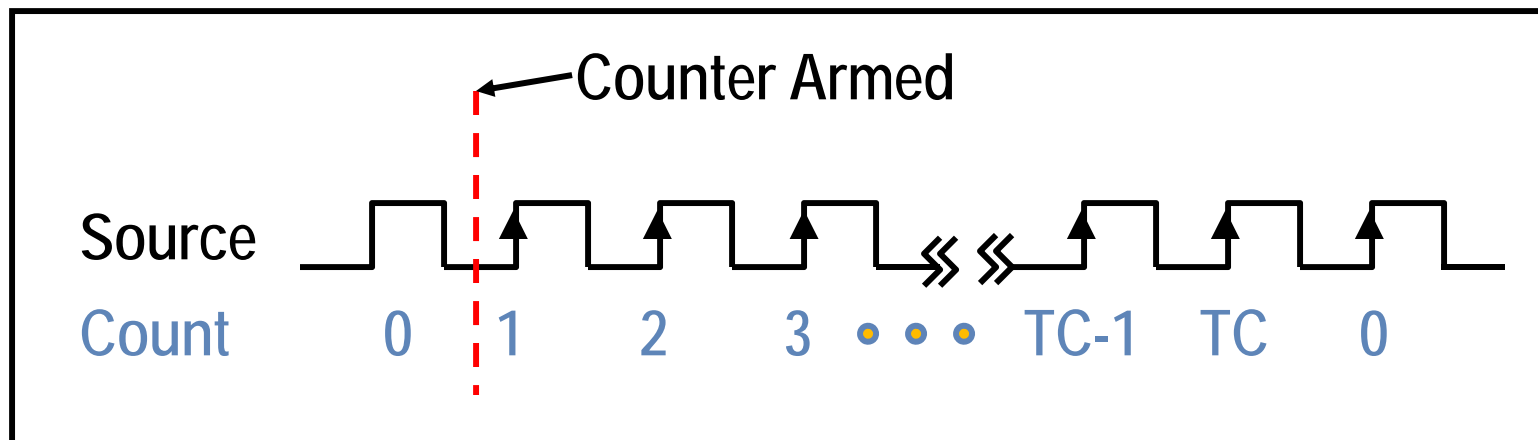 Counter Armed
Source
Count 0 1 2 3 • • • TC-1 TC 0